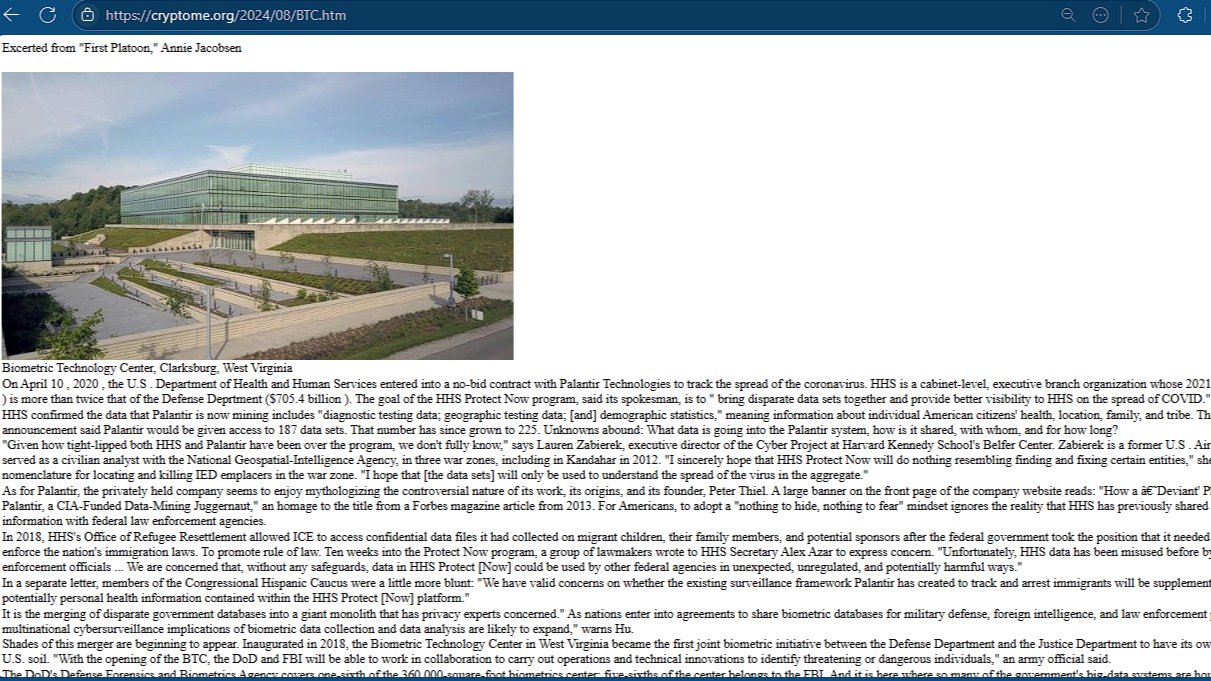 https://cryptome.org/2024/08/BTC.htm
Excerpted from "First Platoon," Annie Jacobsen
Biometric Technology Center, Clarksburg, West Virginia
On April 10 , 2020 , the U.S . Department of Health and Human Services entered into a no-bid contract with Palantir Technologies to track the spread of the coronavirus. HHS is a cabinet-level, executive branch organization whose 2021
) is more than twice that of the Defense Deprtment ($705.4 billion ). The goal of the HHS Protect Now program, said its spokesman, is to " bring disparate data sets together and provide better visibility to HHS on the spread of COVID."
HHS confirmed the data that Palantir is now mining includes "diagnostic testing data; geographic testing data; [and] demographic statistics," meaning information about individual American citizens' health, location, family, and tribe. Th
announcement said Palantir would be given access to 187 data sets. That number has since grown to 225. Unknowns abound: What data is going into the Palantir system, how is it shared, with whom, and for how long?
"Given how tight-lipped both HHS and Palantir have been over the program, we don't fully know," says Lauren Zabierek, executive director of the Cyber Project at Harvard Kennedy School's Belfer Center. Zabierek is a former U.S . Air
served as a civilian analyst with the National Geospatial-Intelligence Agency, in three war zones, including in Kandahar in 2012. "I sincerely hope that HHS Protect Now will do nothing resembling finding and fixing certain entities," she
nomenclature for locating and killing IED emplacers in the war zone. "I hope that [the data sets] will only be used to understand the spread of the virus in the aggregate."
As for Palantir, the privately held company seems to enjoy mythologizing the controversial nature of its work, its origins, and its founder, Peter Thiel. A large banner on the front page of the company website reads: "How a â€˜Deviant' P
Palantir, a CIA-Funded Data-Mining Juggernaut," an homage to the title from a Forbes magazine article from 2013. For Americans, to adopt a "nothing to hide, nothing to fear" mindset ignores the reality that HHS has previously shared
information with federal law enforcement agencies.
In 2018, HHS's Office of Refugee Resettlement allowed ICE to access confidential data files it had collected on migrant children, their family members, and potential sponsors after the federal government took the position that it needed
enforce the nation's immigration laws. To promote rule of law. Ten weeks into the Protect Now program, a group of lawmakers wrote to HHS Secretary Alex Azar to express concern. "Unfortunately, HHS data has been misused before by
enforcement officials ... We are concerned that, without any safeguards, data in HHS Protect [Now] could be used by other federal agencies in unexpected, unregulated, and potentially harmful ways."
In a separate letter, members of the Congressional Hispanic Caucus were a little more blunt: "We have valid concerns on whether the existing surveillance framework Palantir has created to track and arrest immigrants will be supplement
potentially personal health information contained within the HHS Protect [Now] platform."
It is the merging of disparate government databases into a giant monolith that has privacy experts concerned." As nations enter into agreements to share biometric databases for military defense, foreign intelligence, and law enforcement
multinational cybersurveillance implications of biometric data collection and data analysis are likely to expand," warns Hu.
Shades of this merger are beginning to appear. Inaugurated in 2018, the Biometric Technology Center in West Virginia became the first joint biometric initiative between the Defense Department and the Justice Department to have its ow
U.S. soil. "With the opening of the BTC, the DoD and FBI will be able to work in collaboration to carry out operations and technical innovations to identify threatening or dangerous individuals," an army official said.
The DoD's Defense Forensics and Biometrics Agency covers one-sixth of the 360,000-square-foot biometrics center; five-sixths of the center belongs to the FBI. And it is here where so many of the government's big-data systems are hou